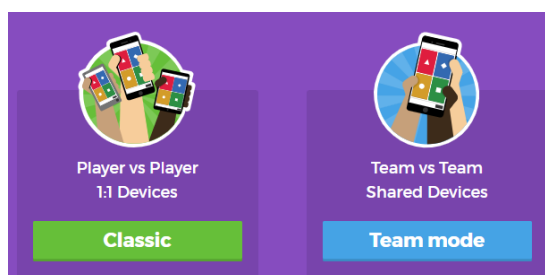 Player vs Player
1:1 Devices
Classic
Team vs Team
Shared Devices
Team mode